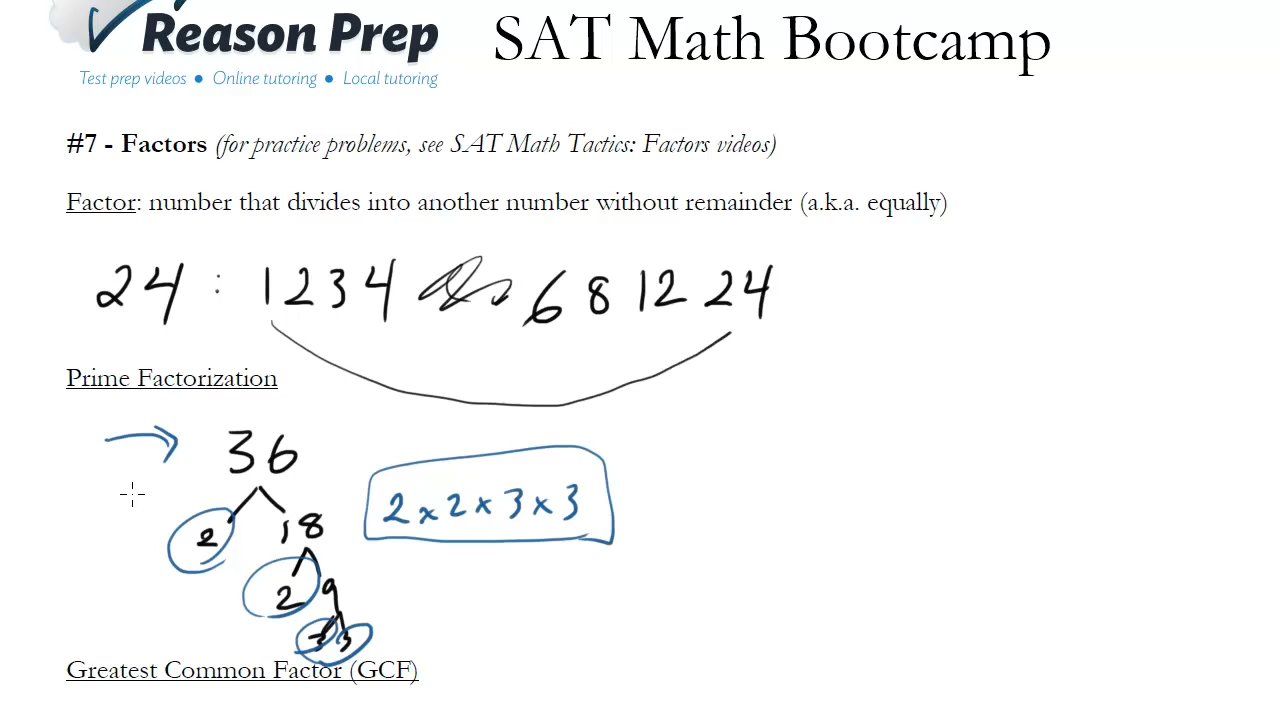 Reason Prep
SAT Math Bootcamp
Test prep videos ● Online tutoring ● Local tutoring
#7 - Factors (for practice problems, see SAT Math Tactics: Factors videos)
Factor: number that divides into another number without remainder (a.k.a. equally)
24 : 1 2 3 4 6 8 12 24
Prime Factorization
36
2 x 2 x 3 x 3
2 18
2 9
3 3
Greatest Common Factor (GCF)